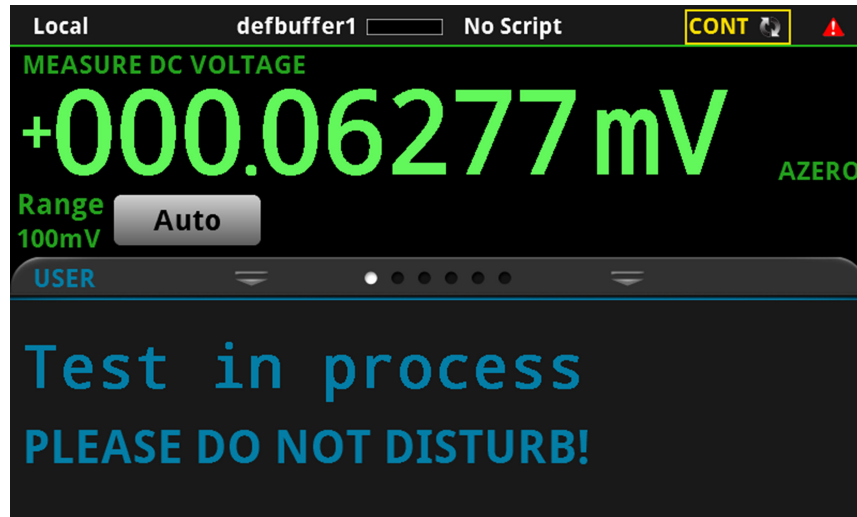 Local defbuffer1 No Script CONT
MEASURE DC VOLTAGE
+000.06277 mV
AZERO
Range
100mV Auto
USER
Test in process
PLEASE DO NOT DISTURB!